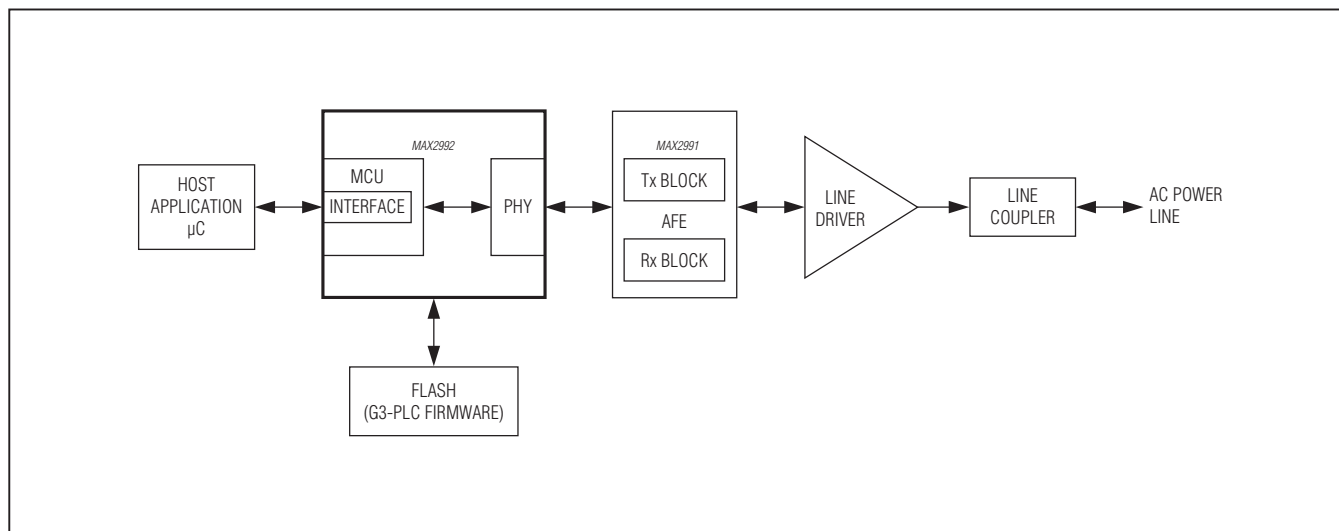 HOST
APPLICATION
µC
MAX2992
MCU
INTERFACE
PHY
MAX2991
Tx BLOCK
AFE
Rx BLOCK
LINE
DRIVER
LINE
COUPLER
AC POWER
LINE
FLASH
(G3-PLC FIRMWARE)